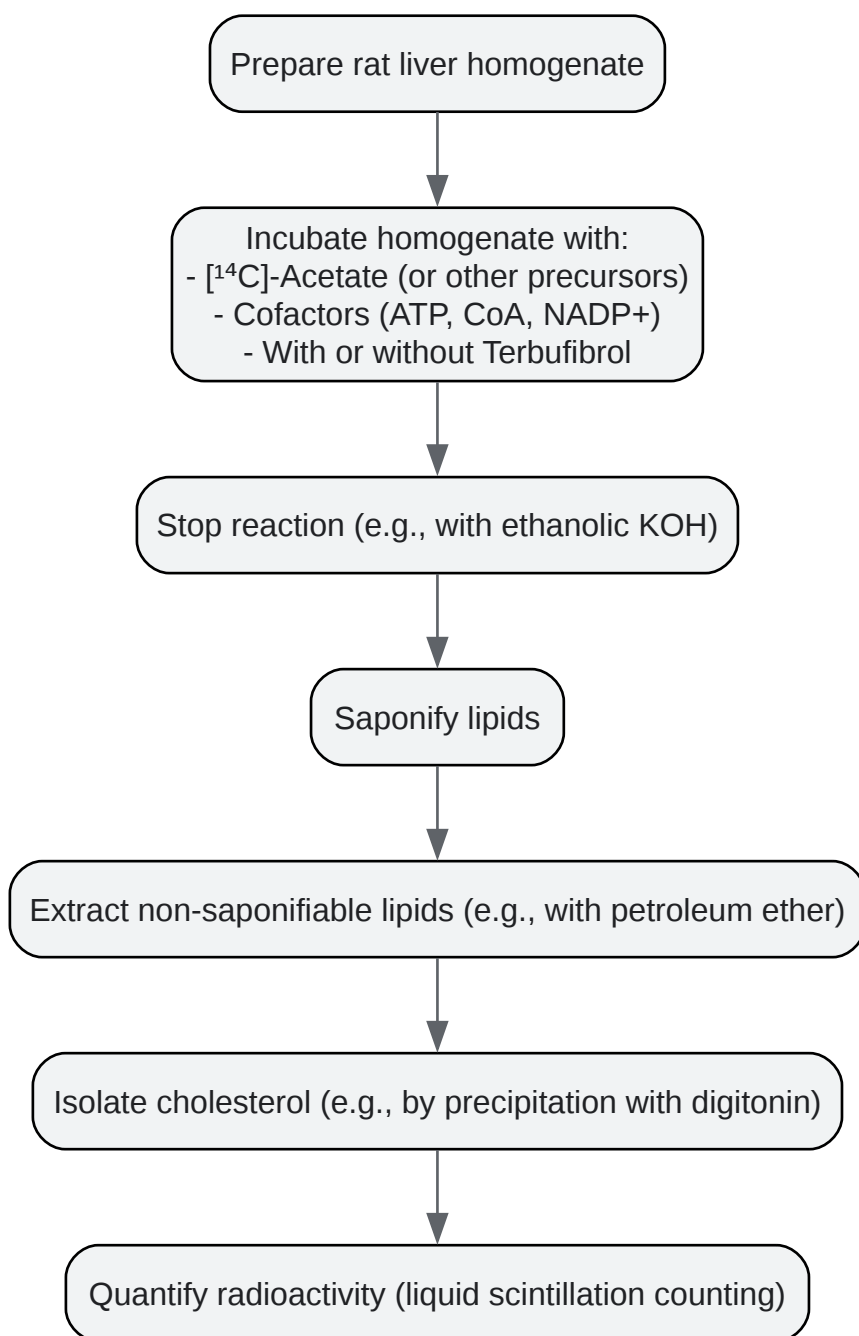 Prepare rat liver homogenate
Incubate homogenate with:
- [¹⁴C]-Acetate (or other precursors)
- Cofactors (ATP, CoA, NADP+)
- With or without Terbufibrol
Stop reaction (e.g., with ethanolic KOH)
Saponify lipids
Extract non-saponifiable lipids (e.g., with petroleum ether)
Isolate cholesterol (e.g., by precipitation with digitonin)
Quantify radioactivity (liquid scintillation counting)